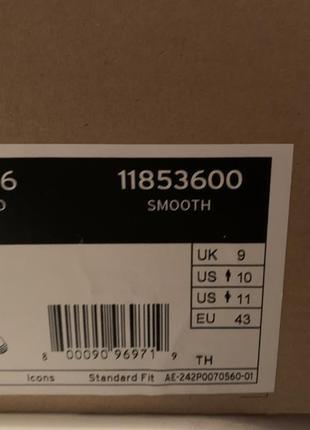 6 11853600
D SMOOTH
UK 9
US 10
US 11
EU 43
8 00090 96971 9
TH
Icons Standard Fit AE-242P0070560-01